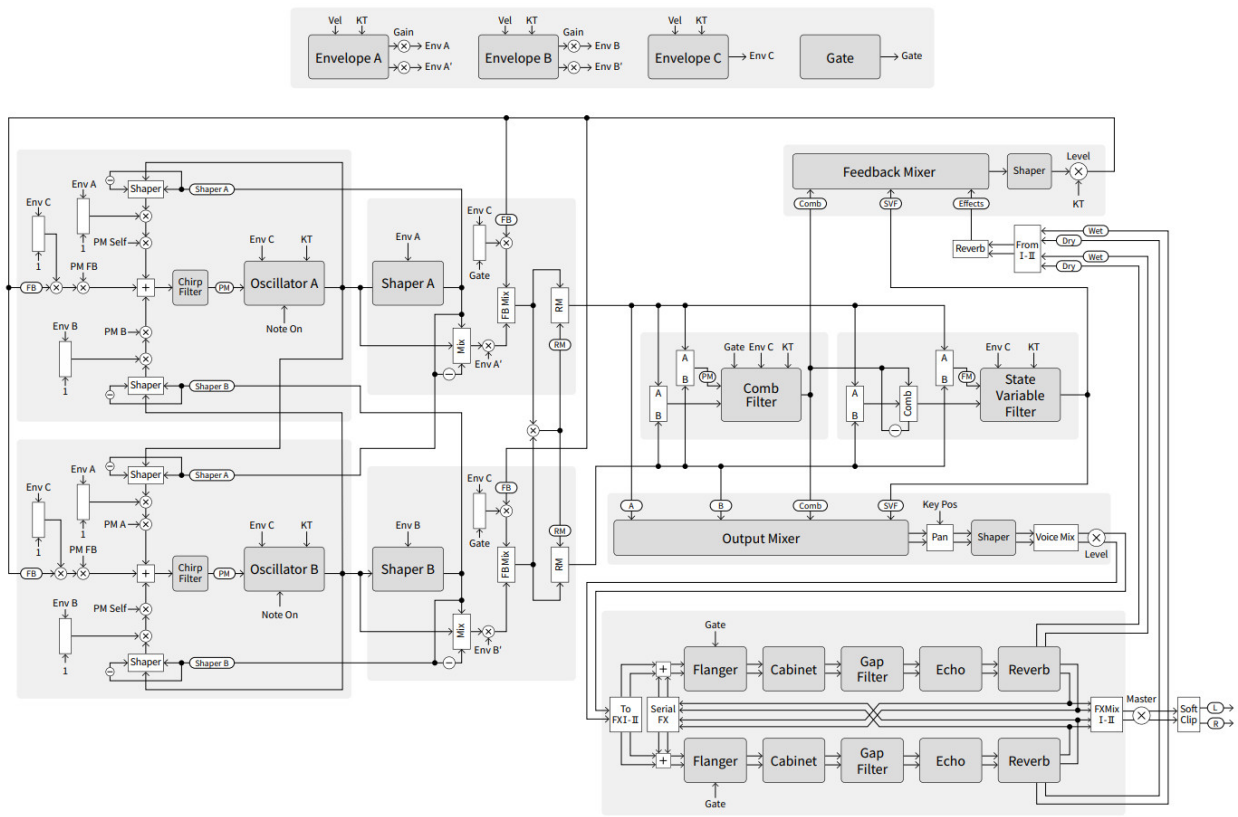 Vel KT
Gain
Envelope A
Env A
Env A'
Vel KT
Gain
Envelope B
Env B
Env B'
Vel KT
Envelope C
Env C
Gate
Gate
Env C
Env A
1
1
Shaper
Shaper A
PM Self
PM FB
FB
Chirp
Filter
PM
Env C KT
Oscillator A
Note On
PM B
Env B
1
Shaper
Shaper B
Env A
Shaper A
Mix
Env A'
Env C
Gate
FB
FB Mix
RM
RM
Env C
Env A
1
1
Shaper
Shaper A
PM A
PM FB
FB
Chirp
Filter
PM
Env C KT
Oscillator B
Note On
PM Self
Env B
1
Shaper
Shaper B
Env B
Shaper B
Mix
Env B'
Env C
Gate
FB
FB Mix
RM
RM
Feedback Mixer
Shaper
Level
KT
Comb
SVF
Effects
Reverb
From
I-II
Wet
Dry
Wet
Dry
A
B
A
B
PM
Gate Env C KT
Comb
Filter
A
B
A
B
Comb
FM
Env C KT
State
Variable
Filter
A
B
Comb
SVF
Output Mixer
Key Pos
Pan
Shaper
Voice Mix
Level
Gate
Flanger
Cabinet
Gap
Filter
Echo
Reverb
To
FX I-II
Serial
FX
FXMix
I-II
Master
Soft
Clip
L
R
Flanger
Cabinet
Gap
Filter
Echo
Reverb
Gate